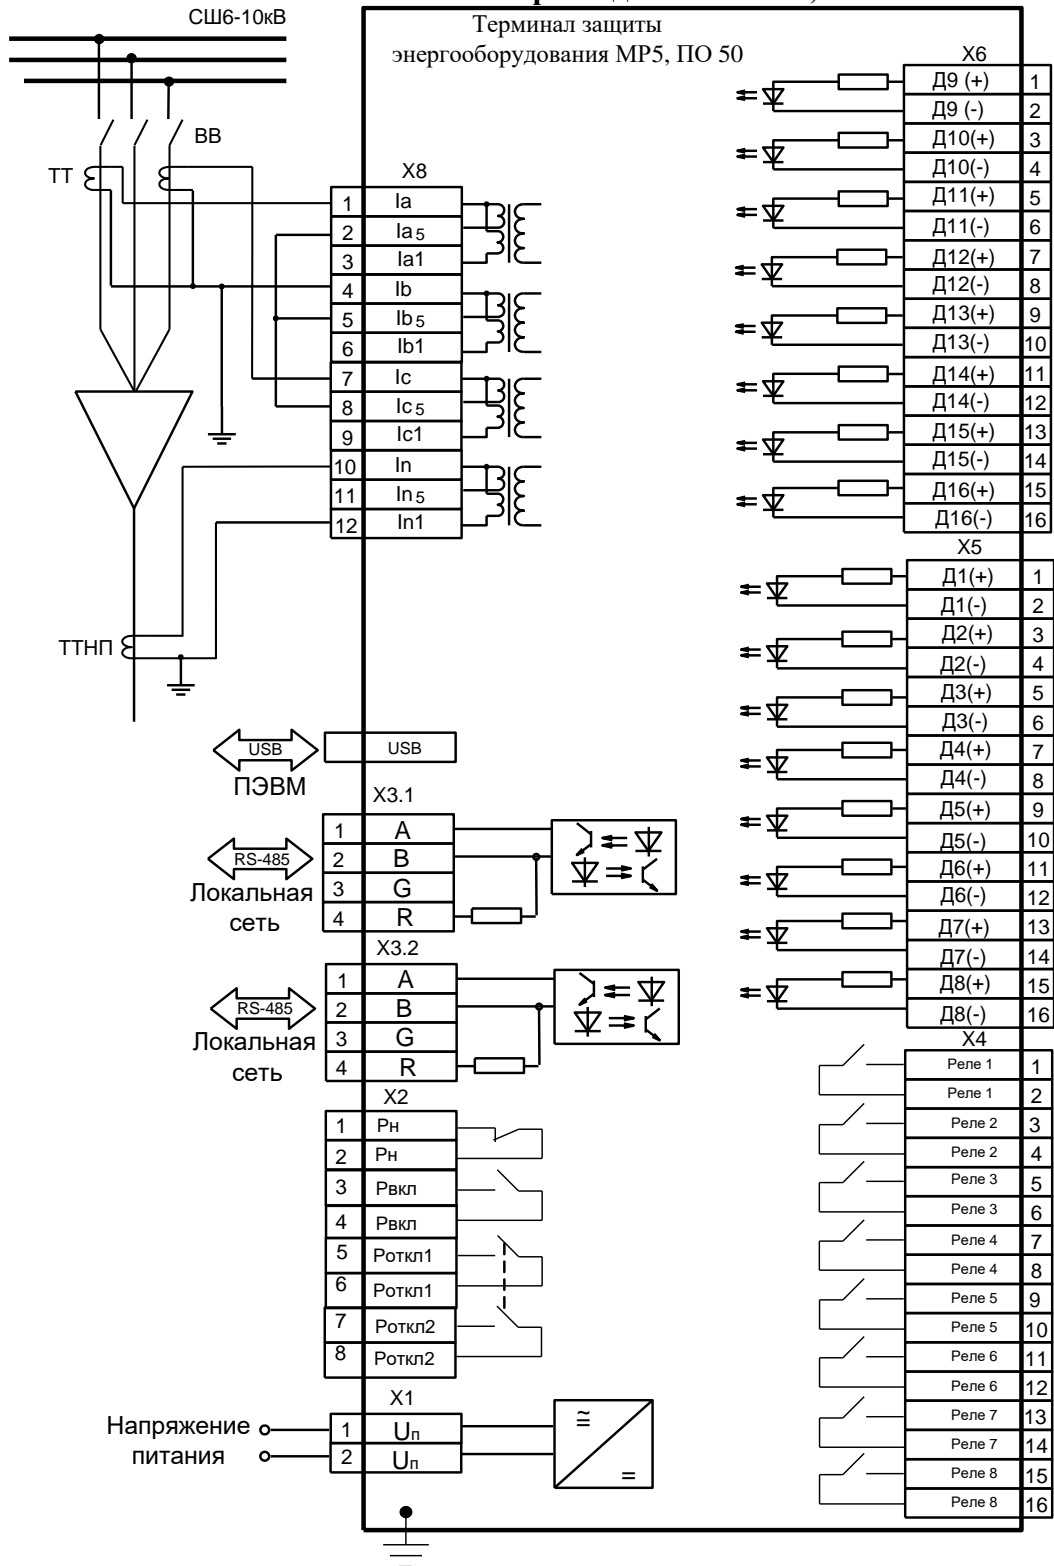 СШ6-10кВ
Терминал защиты
энергооборудования МР5, ПО 50
ВВ
ТТ
X8
1 Ia
2 Ia5
3 Ia1
4 Ib
5 Ib5
6 Ib1
7 Ic
8 Ic5
9 Ic1
10 In
11 In5
12 In1
ТТНП
USB
USB
ПЭВМ
X3.1
1 A
2 B
3 G
4 R
RS-485
Локальная
сеть
X3.2
1 A
2 B
3 G
4 R
RS-485
Локальная
сеть
X2
1 Рн
2 Рн
3 Рвкл
4 Рвкл
5 Роткл1
6 Роткл1
7 Роткл2
8 Роткл2
X1
Напряжение
питания
1 Uп
2 Uп
≅
=
X6
Д9 (+) 1
Д9 (-) 2
Д10(+) 3
Д10(-) 4
Д11(+) 5
Д11(-) 6
Д12(+) 7
Д12(-) 8
Д13(+) 9
Д13(-) 10
Д14(+) 11
Д14(-) 12
Д15(+) 13
Д15(-) 14
Д16(+) 15
Д16(-) 16
X5
Д1(+) 1
Д1(-) 2
Д2(+) 3
Д2(-) 4
Д3(+) 5
Д3(-) 6
Д4(+) 7
Д4(-) 8
Д5(+) 9
Д5(-) 10
Д6(+) 11
Д6(-) 12
Д7(+) 13
Д7(-) 14
Д8(+) 15
Д8(-) 16
X4
Реле 1 1
Реле 1 2
Реле 2 3
Реле 2 4
Реле 3 5
Реле 3 6
Реле 4 7
Реле 4 8
Реле 5 9
Реле 5 10
Реле 6 11
Реле 6 12
Реле 7 13
Реле 7 14
Реле 8 15
Реле 8 16